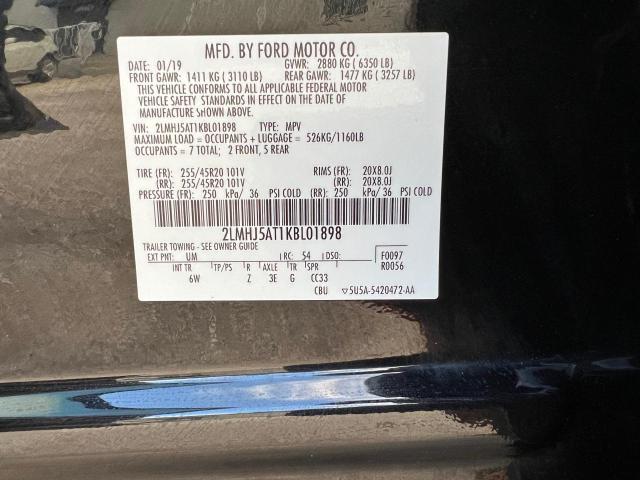 MFD. BY FORD MOTOR CO.
DATE: 01/19 GVWR: 2880 KG ( 6350 LB)
FRONT GAWR: 1411 KG ( 3110 LB) REAR GAWR: 1477 KG ( 3257 LB)
THIS VEHICLE CONFORMS TO ALL APPLICABLE FEDERAL MOTOR
VEHICLE SAFETY STANDARDS IN EFFECT ON THE DATE OF
MANUFACTURE SHOWN ABOVE.
VIN: 2LMHJ5AT1KBL01898 TYPE: MPV
MAXIMUM LOAD = OCCUPANTS + LUGGAGE = 526KG/1160LB
OCCUPANTS = 7 TOTAL; 2 FRONT, 5 REAR
TIRE (FR): 255/45R20 101V RIMS (FR): 20X8.0J
(RR): 255/45R20 101V (RR): 20X8.0J
PRESSURE (FR): 250 kPa/ 36 PSI COLD (RR): 250 kPa/ 36 PSI COLD
2LMHJ5AT1KBL01898
TRAILER TOWING - SEE OWNER GUIDE
EXT PNT: UM RC: 54 DSO: F0097
R0056
INT TR TP/PS R AXLE TR SPR
6W Z 3E G CC33
CBU ▽5U5A-5420472-AA